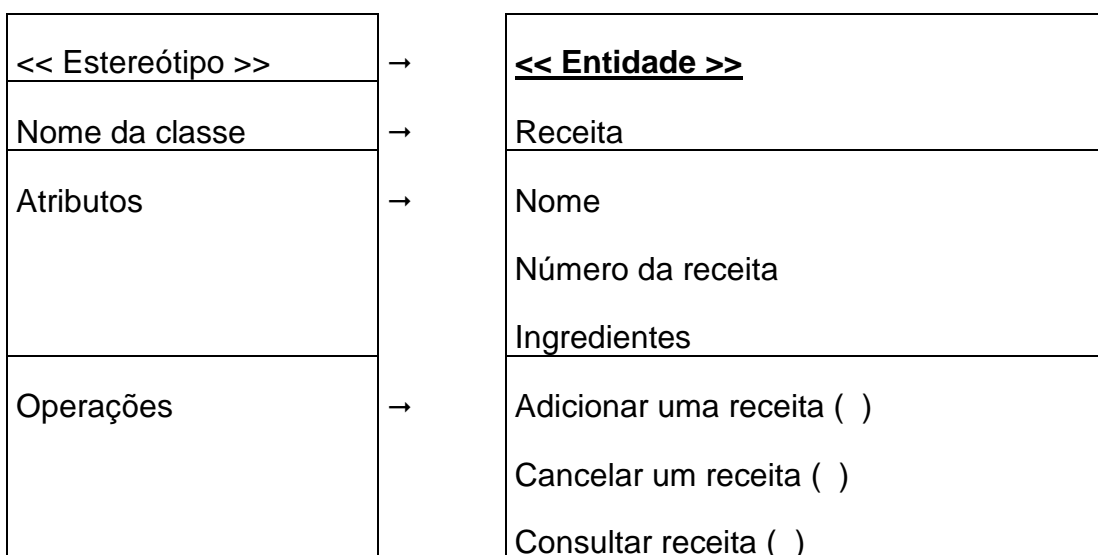 << Estereótipo >> → << Entidade >>
Nome da classe → Receita
Atributos → Nome
Número da receita
Ingredientes
Operações → Adicionar uma receita ( )
Cancelar um receita ( )
Consultar receita ( )